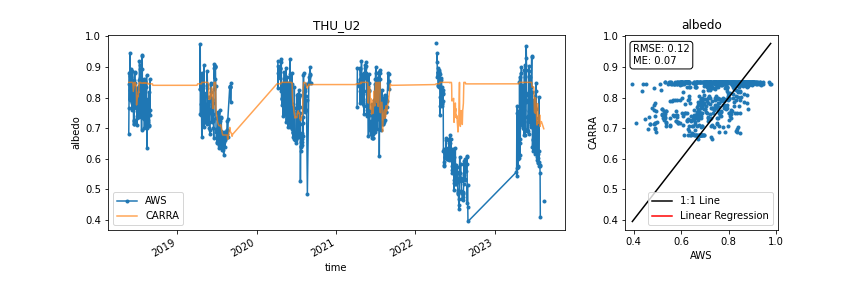 THU_U2
albedo
1.0
0.9
0.8
0.7
0.6
0.5
0.4
albedo
AWS
CARRA
2019
2020
2021
2022
2023
time
albedo
RMSE: 0.12
ME: 0.07
1.0
0.9
0.8
0.7
0.6
0.5
0.4
CARRA
1:1 Line
Linear Regression
0.4
0.6
0.8
1.0
AWS